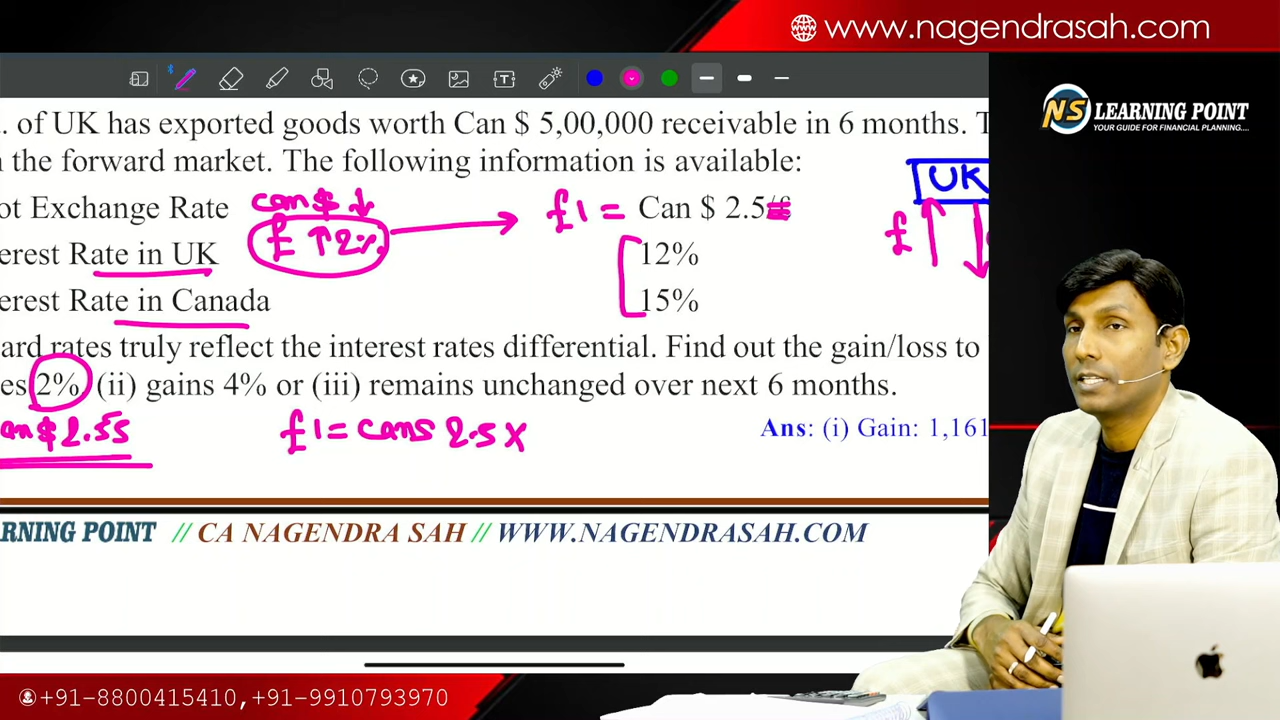 www.nagendrasah.com
NS LEARNING POINT
YOUR GUIDE FOR FINANCIAL PLANNING....
. of UK has exported goods worth Can $ 5,00,000 receivable in 6 months. T
n the forward market. The following information is available:
UK
can $ ↓
ot Exchange Rate £1 = Can $ 2.5/£
£ ↑ 2%
£
erest Rate in UK 12%
erest Rate in Canada 15%
ard rates truly reflect the interest rates differential. Find out the gain/loss to
es 2%, (ii) gains 4% or (iii) remains unchanged over next 6 months.
an $ 2.55 £1 = can$ 2.5 x
Ans: (i) Gain: 1,161
RNING POINT // CA NAGENDRA SAH // WWW.NAGENDRASAH.COM
+91-8800415410,+91-9910793970